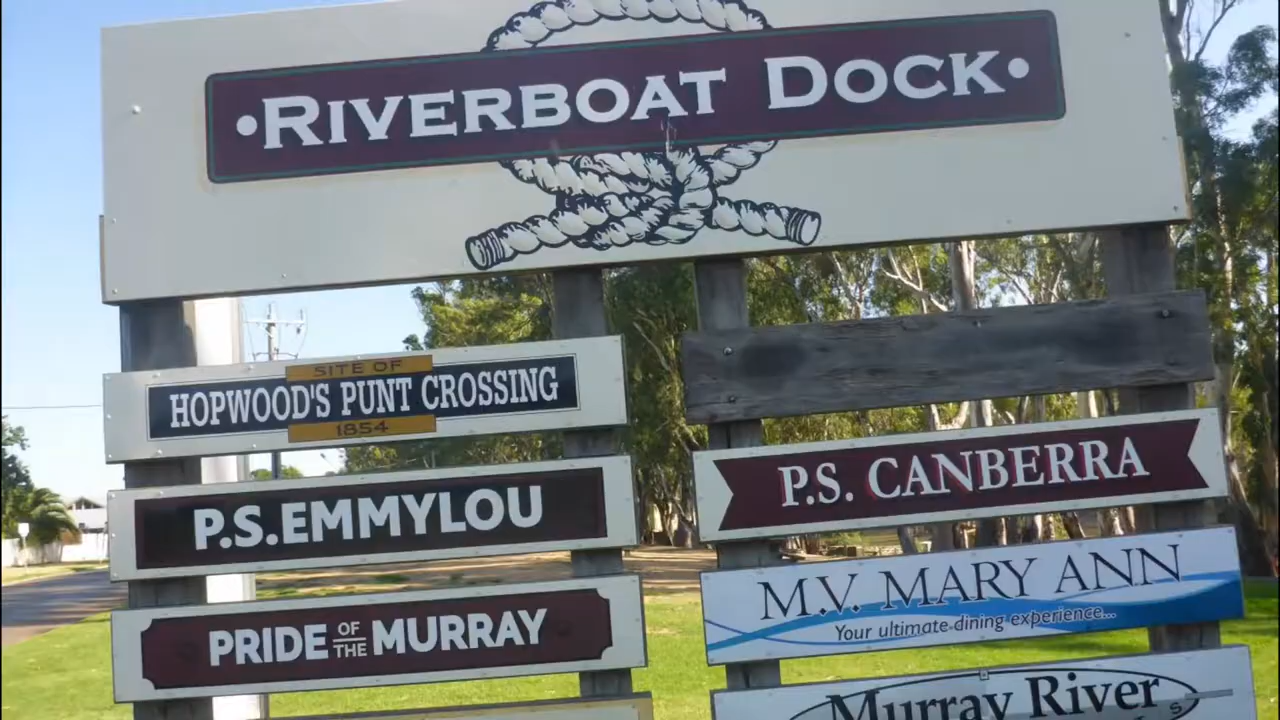 •RIVERBOAT DOCK•
SITE OF
HOPWOOD'S PUNT CROSSING
1854
P.S.EMMYLOU
PRIDE OF THE MURRAY
P.S. CANBERRA
M.V. MARY ANN
Your ultimate dining experience...
Murray River